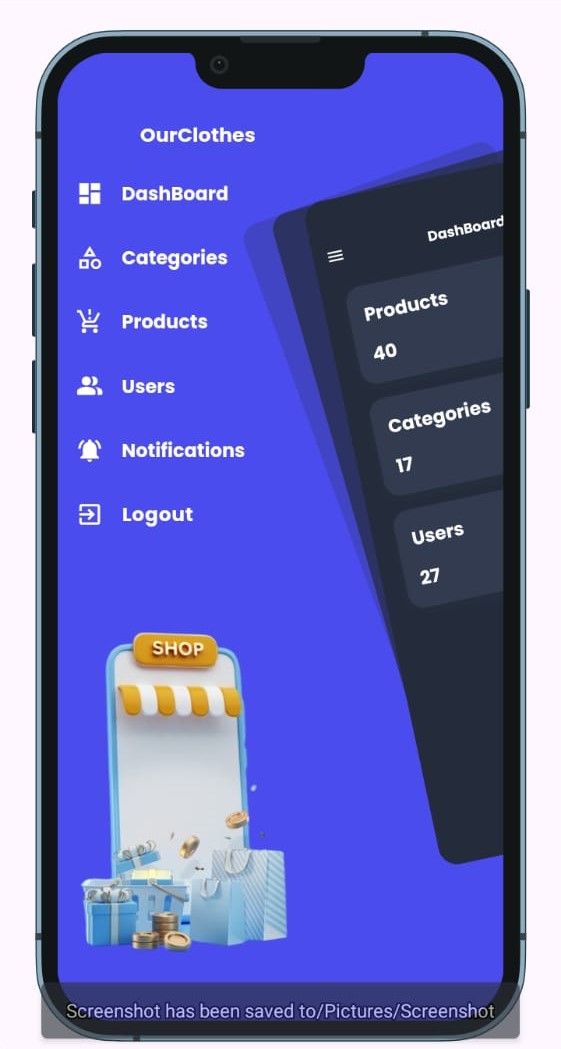 OurClothes
DashBoard
Categories
Products
Users
Notifications
Logout
DashBoard
Products
40
Categories
17
Users
27
SHOP
Screenshot has been saved to/Pictures/Screenshot